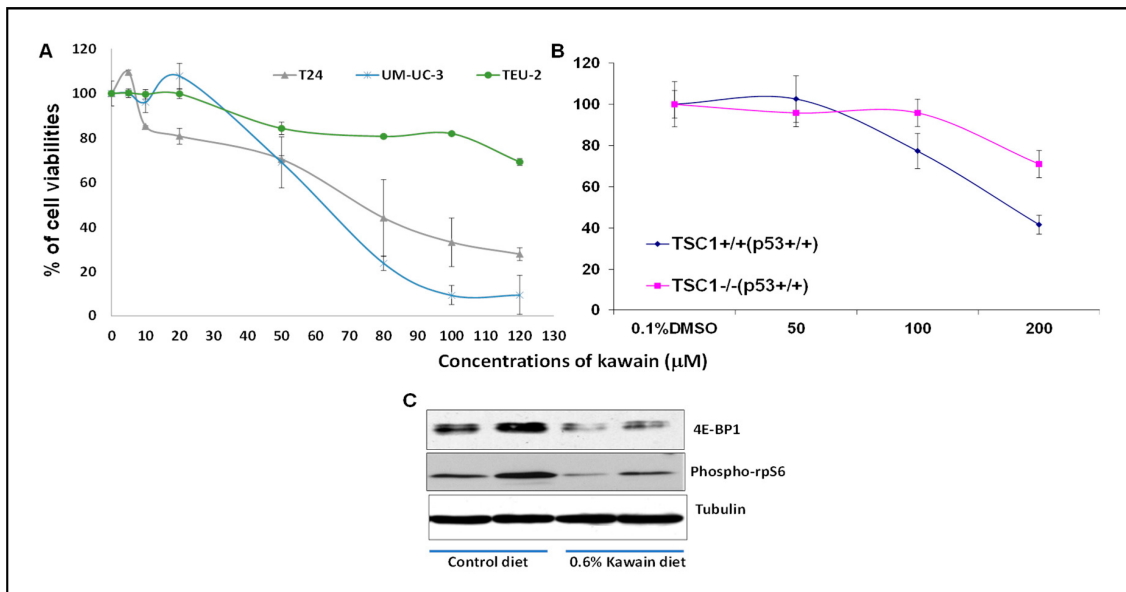 A
% of cell viabilities
120
100
80
60
40
20
0
T24
UM-UC-3
TEU-2
0 10 20 30 40 50 60 70 80 90 100 110 120 130
B
120
100
80
60
40
20
0
TSC1+/+(p53+/+)
TSC1-/-(p53+/+)
0.1%DMSO 50 100 200
Concentrations of kawain (µM)
C
4E-BP1
Phospho-rpS6
Tubulin
Control diet
0.6% Kawain diet